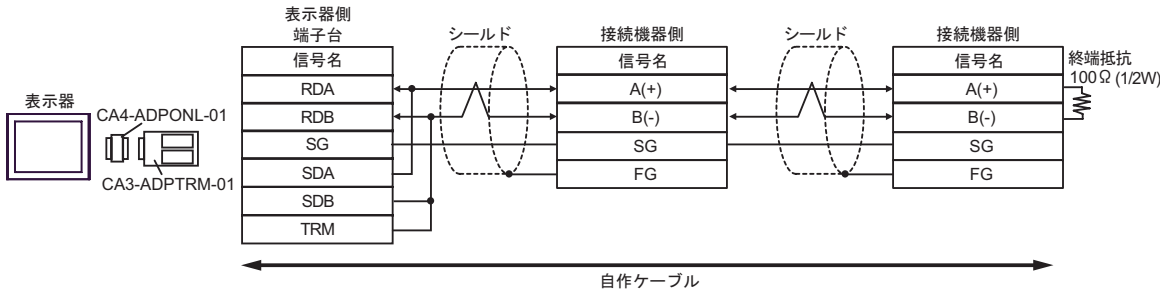 表示器
CA4-ADPONL-01
CA3-ADPTRM-01
表示器側
端子台
信号名
RDA
RDB
SG
SDA
SDB
TRM
シールド
接続機器側
信号名
A(+)
B(-)
SG
FG
シールド
接続機器側
信号名
A(+)
B(-)
SG
FG
終端抵抗
100Ω (1/2W)
自作ケーブル